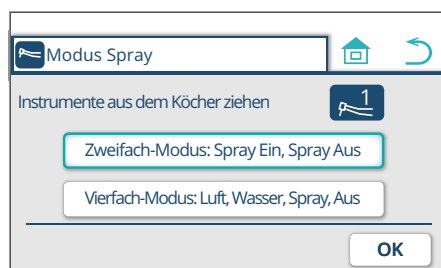 Modus Spray
Instrumente aus dem Köcher ziehen 1
Zweifach-Modus: Spray Ein, Spray Aus
Vierfach-Modus: Luft, Wasser, Spray, Aus
OK